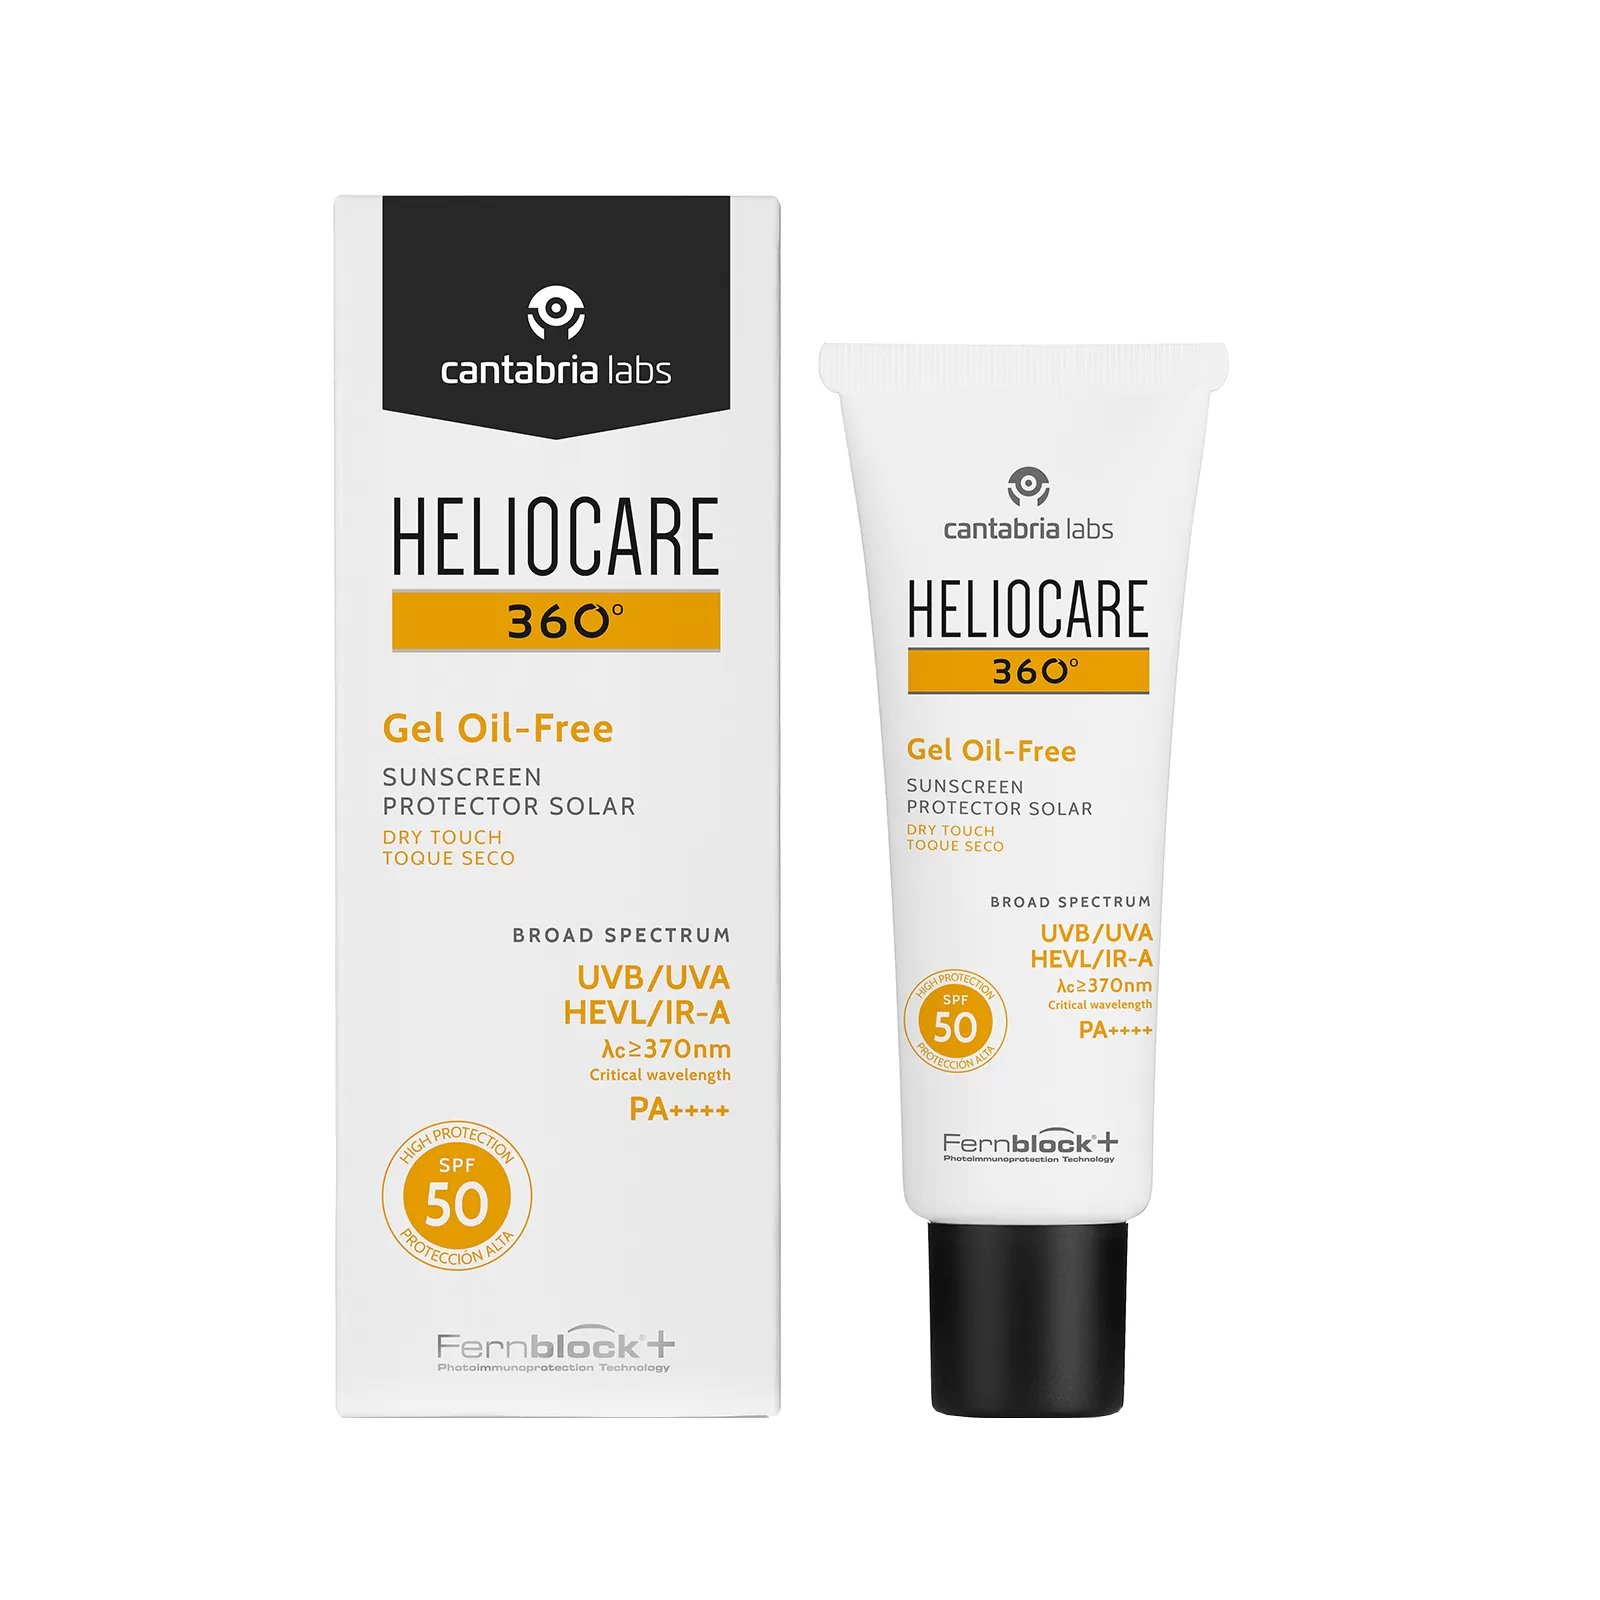 cantabria labs
HELIOCARE
360º
Gel Oil-Free
SUNSCREEN
PROTECTOR SOLAR
DRY TOUCH
TOQUE SECO
BROAD SPECTRUM
UVB/UVA
HEVL/IR-A
λc≥370nm
Critical wavelength
PA++++
HIGH PROTECTION
SPF
50
PROTECCIÓN ALTA
Fernblock®+
Photoimmunoprotection Technology
cantabria labs
HELIOCARE
360º
Gel Oil-Free
SUNSCREEN
PROTECTOR SOLAR
DRY TOUCH
TOQUE SECO
BROAD SPECTRUM
UVB/UVA
HEVL/IR-A
λc≥370nm
Critical wavelength
PA++++
HIGH PROTECTION
SPF
50
PROTECCIÓN ALTA
Fernblock®+
Photoimmunoprotection Technology